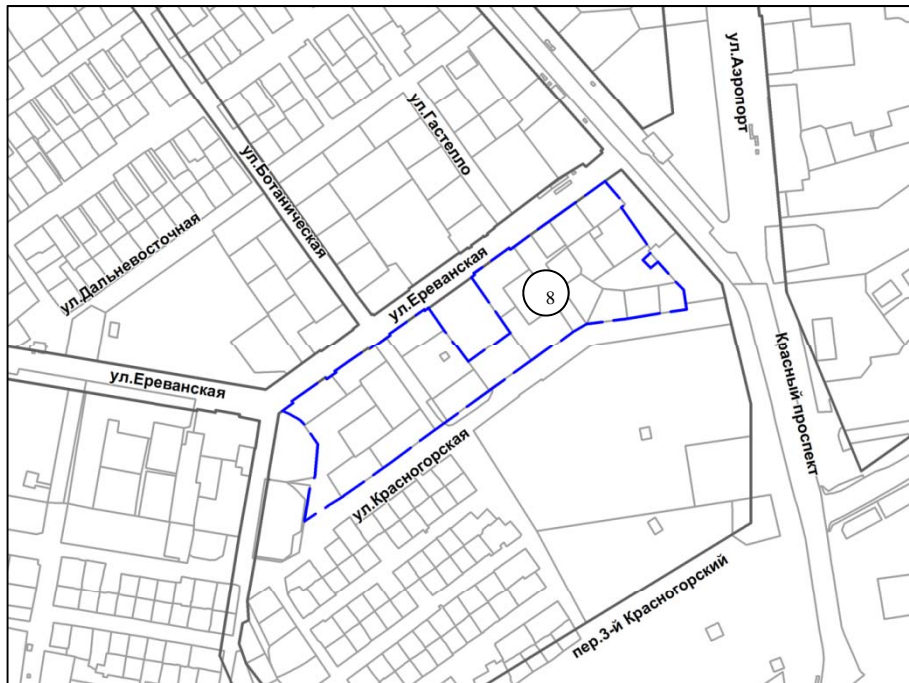 ул.Аэропорт
ул.Гастелло
ул.Ботаническая
ул.Дальневосточная
ул.Ереванская
8
ул.Ереванская
Красный проспект
ул.Красногорская
пер.3-й Красногорский